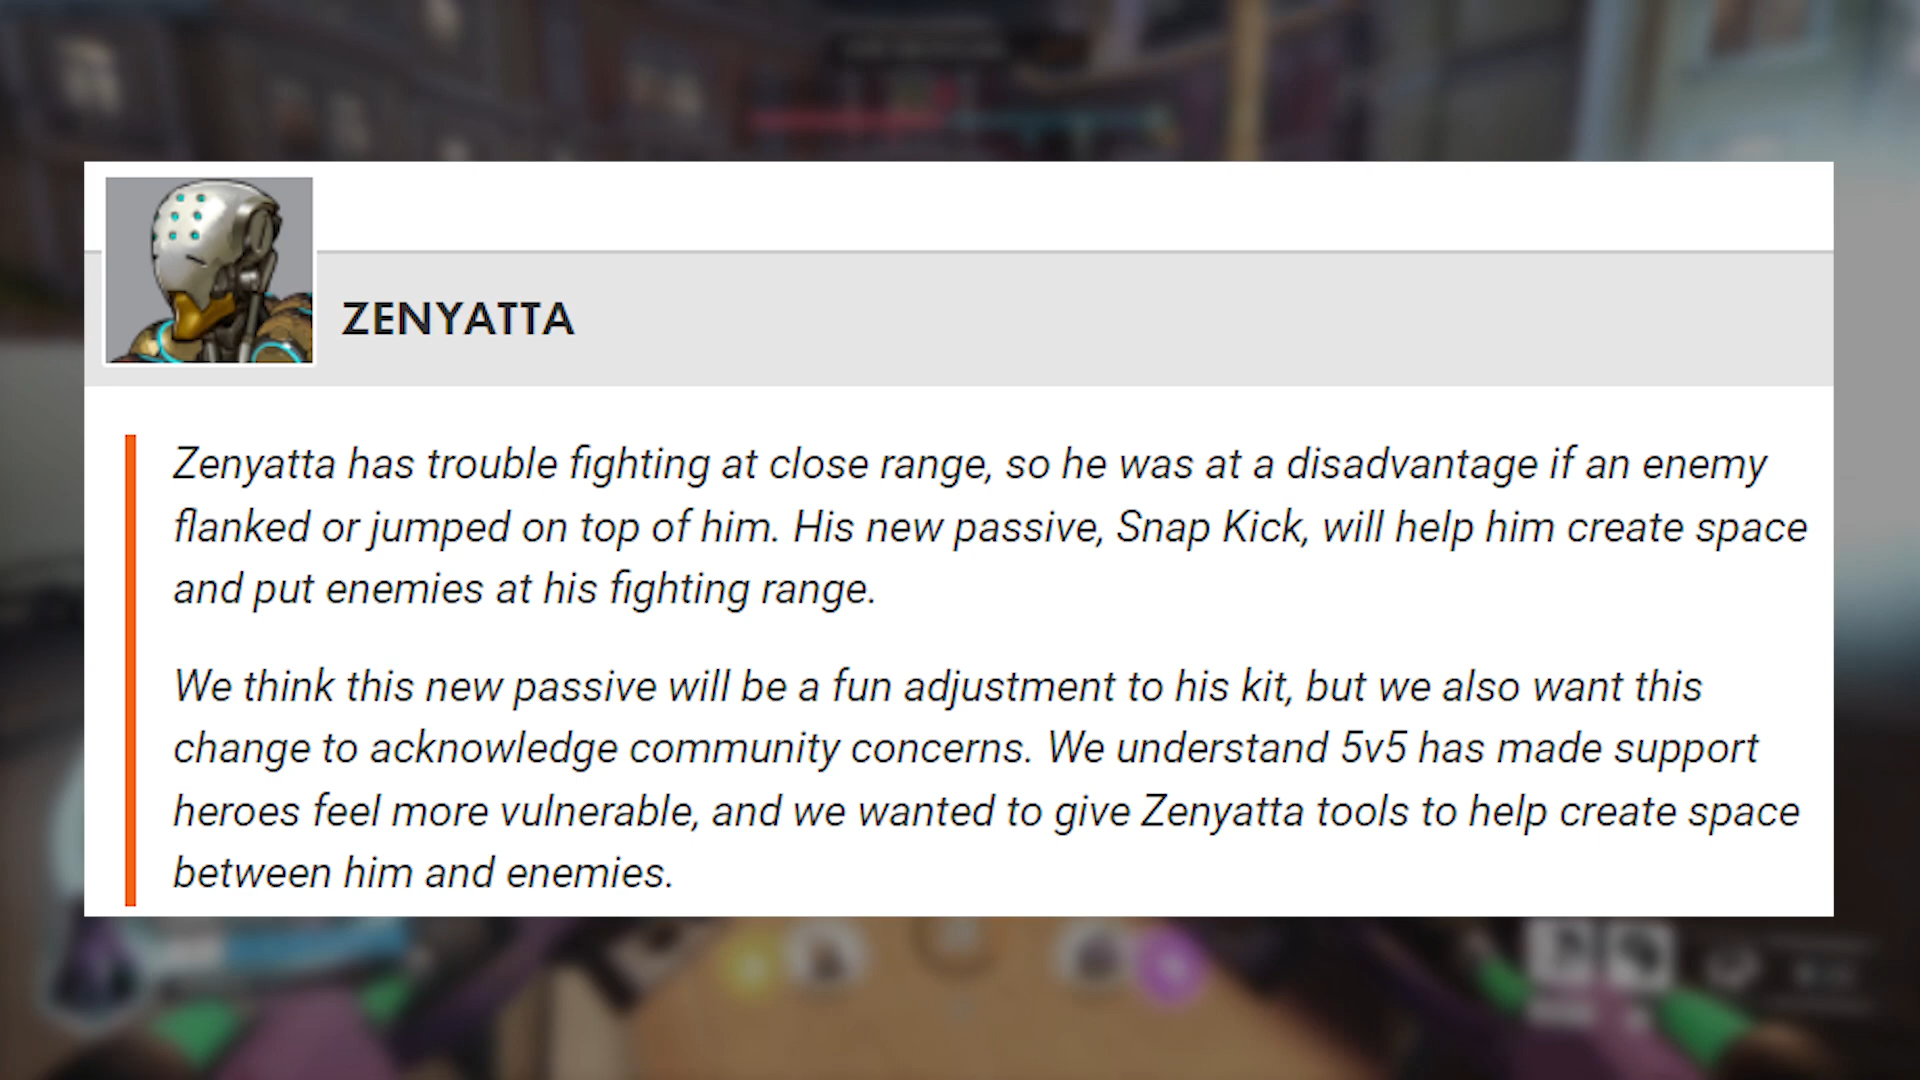 ZENYATTA
Zenyatta has trouble fighting at close range, so he was at a disadvantage if an enemy
flanked or jumped on top of him. His new passive, Snap Kick, will help him create space
and put enemies at his fighting range.
We think this new passive will be a fun adjustment to his kit, but we also want this
change to acknowledge community concerns. We understand 5v5 has made support
heroes feel more vulnerable, and we wanted to give Zenyatta tools to help create space
between him and enemies.